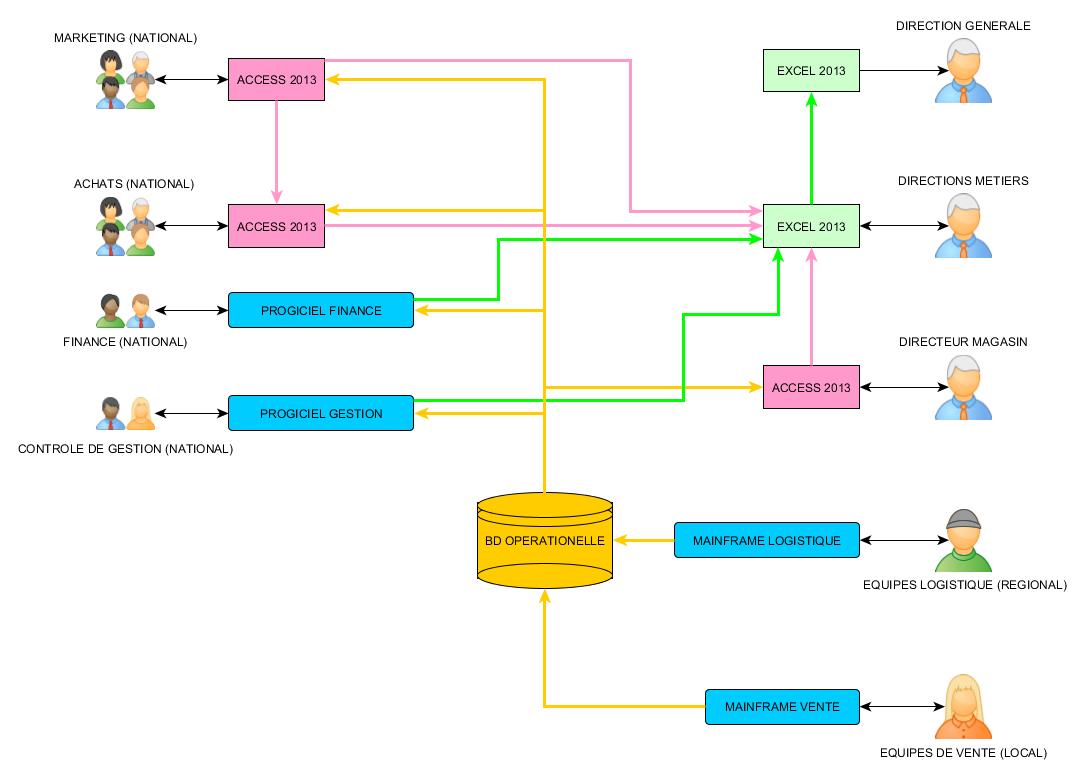 DIRECTION GENERALE
MARKETING (NATIONAL)
ACCESS 2013
EXCEL 2013
ACHATS (NATIONAL)
DIRECTIONS METIERS
ACCESS 2013
EXCEL 2013
PROGICIEL FINANCE
FINANCE (NATIONAL)
DIRECTEUR MAGASIN
ACCESS 2013
PROGICIEL GESTION
CONTROLE DE GESTION (NATIONAL)
BD OPERATIONELLE
MAINFRAME LOGISTIQUE
EQUIPES LOGISTIQUE (REGIONAL)
MAINFRAME VENTE
EQUIPES DE VENTE (LOCAL)